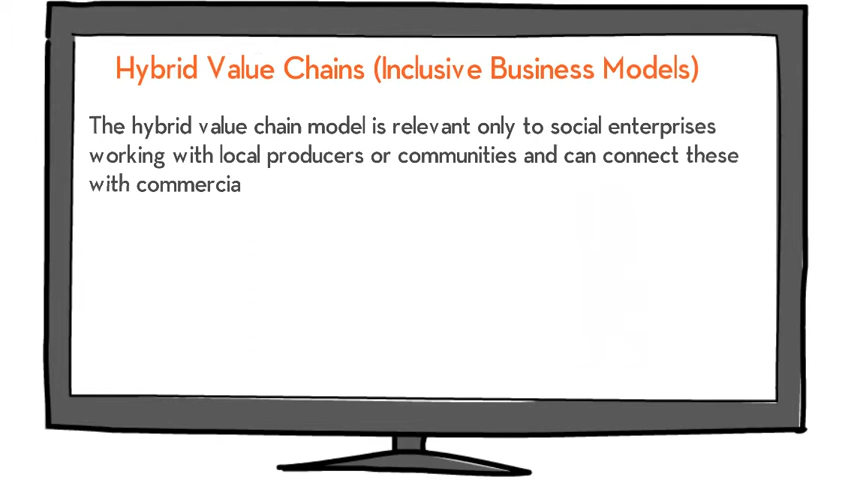 Hybrid Value Chains (Inclusive Business Models)
The hybrid value chain model is relevant only to social enterprises
working with local producers or communities and can connect these
with commercia